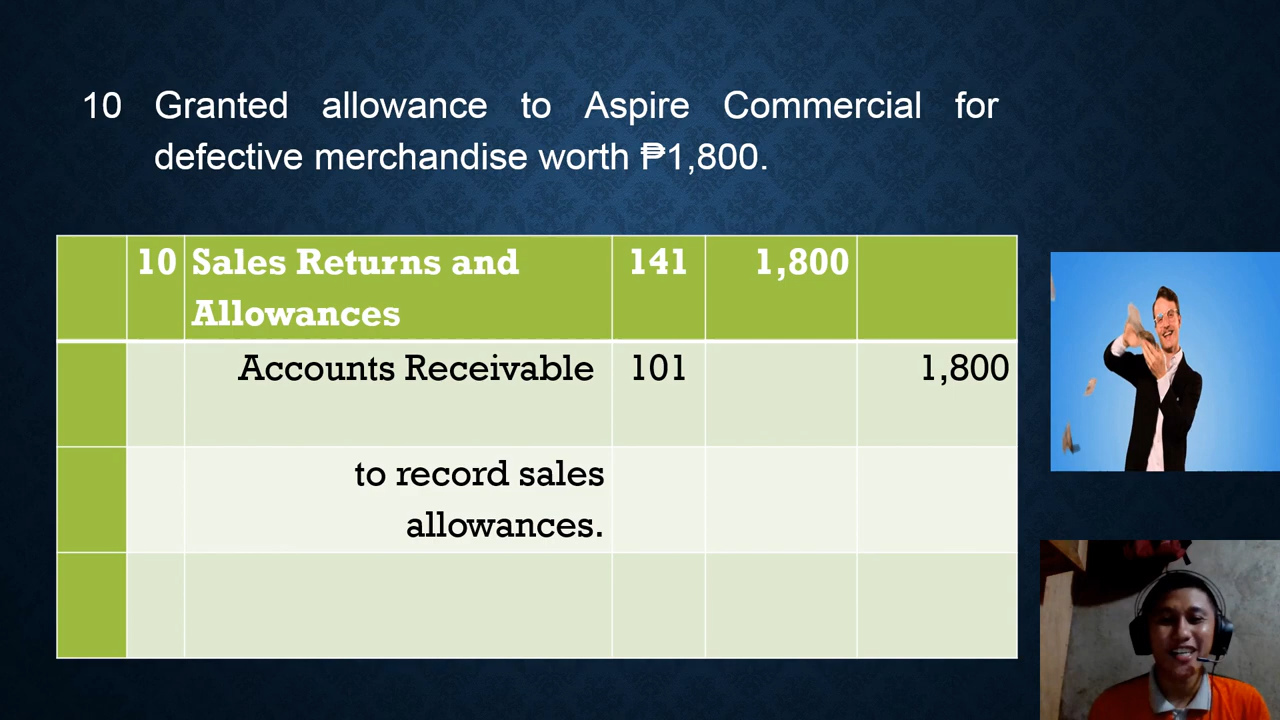 10 Granted allowance to Aspire Commercial for
defective merchandise worth ₱1,800.
10 Sales Returns and 141 1,800
Allowances
Accounts Receivable 101 1,800
to record sales
allowances.